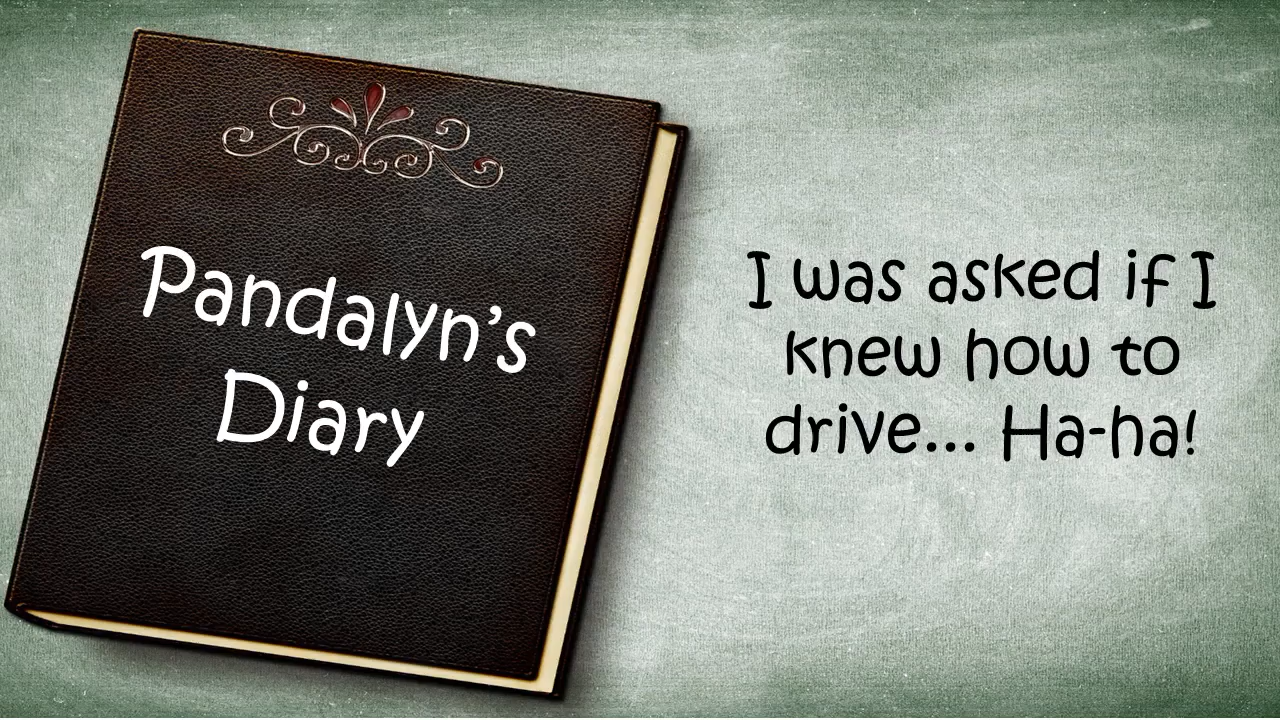 Pandalyn's
Diary
I was asked if I
knew how to
drive... Ha-ha!